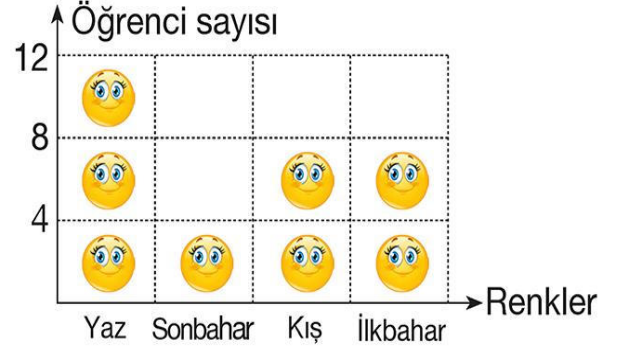 Öğrenci sayısı
12
8
4
Renkler
Yaz Sonbahar Kış İlkbahar